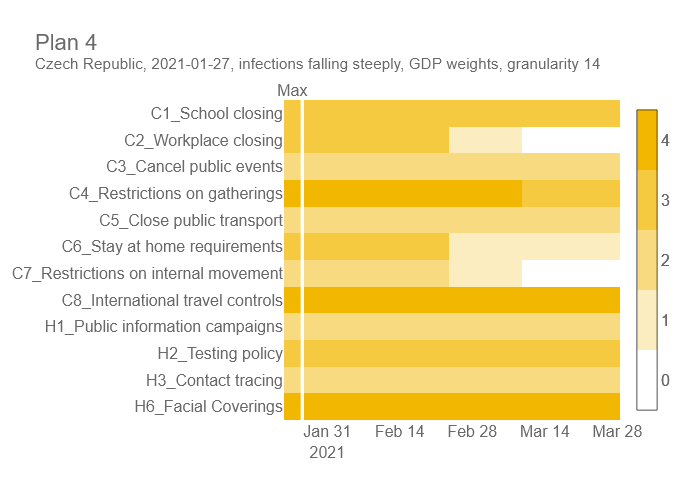 Plan 4
Czech Republic, 2021-01-27, infections falling steeply, GDP weights, granularity 14
Max
C1_School closing
C2_Workplace closing
C3_Cancel public events
C4_Restrictions on gatherings
C5_Close public transport
C6_Stay at home requirements
C7_Restrictions on internal movement
C8_International travel controls
H1_Public information campaigns
H2_Testing policy
H3_Contact tracing
H6_Facial Coverings
Jan 31 Feb 14 Feb 28 Mar 14 Mar 28
2021
4
3
2
1
0